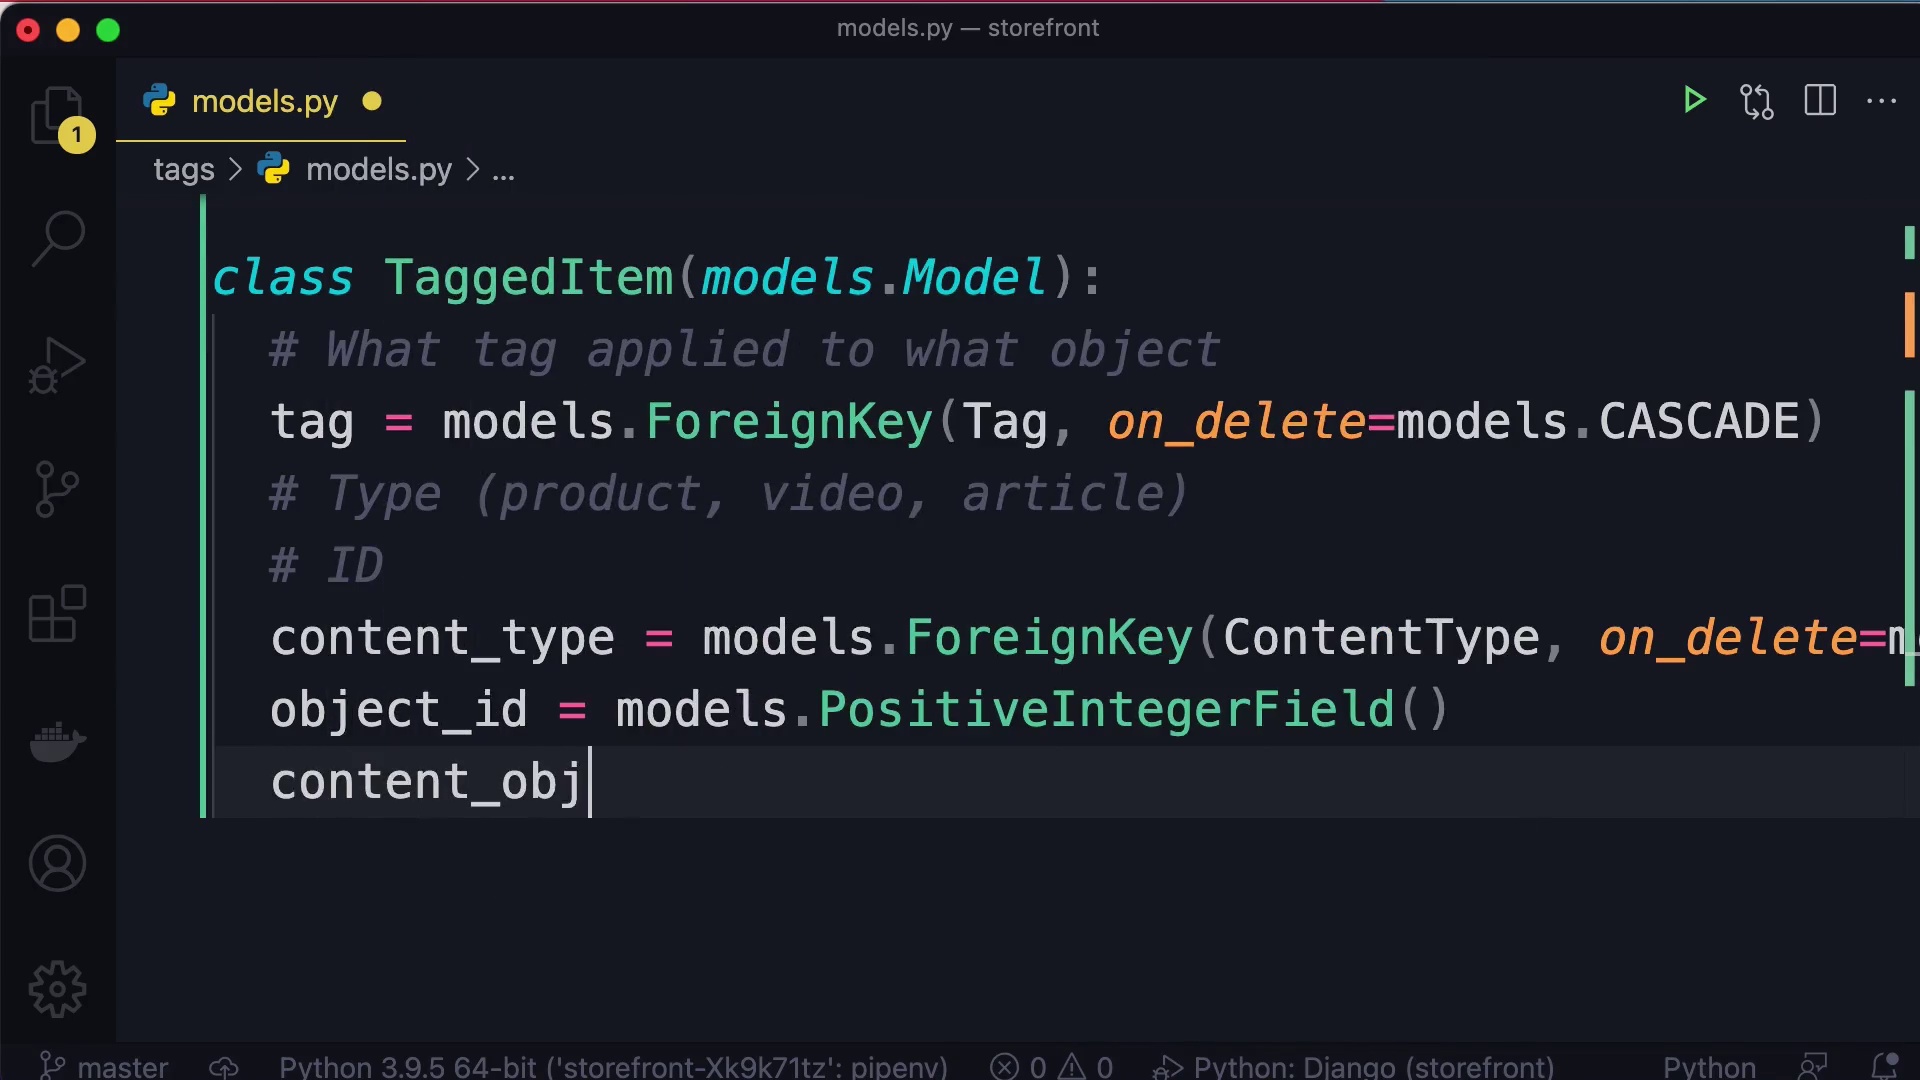 models.py — storefront
models.py
1
tags > models.py > ...
class TaggedItem(models.Model):
# What tag applied to what object
tag = models.ForeignKey(Tag, on_delete=models.CASCADE)
# Type (product, video, article)
# ID
content_type = models.ForeignKey(ContentType, on_delete=m
object_id = models.PositiveIntegerField()
content_obj
master Python 3.9.5 64-bit ('storefront-Xk9k71tz': pipenv) 0 0 Python: Django (storefront) Python